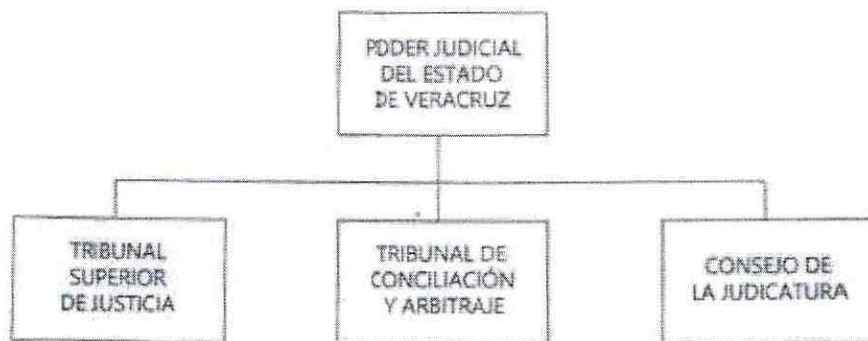 PODER JUDICIAL
DEL ESTADO
DE VERACRUZ
TRIBUNAL
SUPERIOR
DE JUSTICIA
TRIBUNAL DE
CONCILIACIÓN
Y ARBITRAJE
CONSEJO DE
LA JUDICATURA